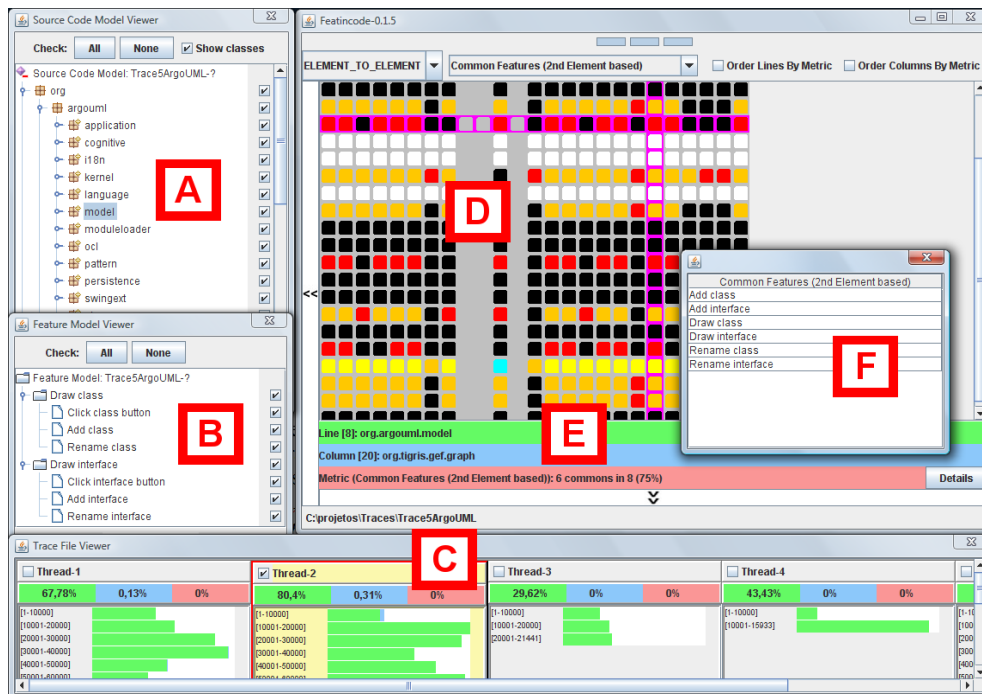 Source Code Model Viewer
Check: All None Show classes
Source Code Model: Trace5ArgoUML-?
org
argouml
application
cognitive
i18n
kernel
language
model
moduleloader
ocl
pattern
persistence
swingext
A
Feature Model Viewer
Check: All None
Feature Model: Trace5ArgoUML-?
Draw class
Click class button
Add class
Rename class
Draw interface
Click interface button
Add interface
Rename interface
B
Featincode-0.1.5
ELEMENT_TO_ELEMENT Common Features (2nd Element based) Order Lines By Metric Order Columns By Metric
<<
D
Common Features (2nd Element based)
Add class
Add interface
Draw class
Draw interface
Rename class
Rename interface
F
E
Line [8]: org.argouml.model
Column [20]: org.tigris.gef.graph
Metric (Common Features (2nd Element based)): 6 commons in 8 (75%) Details
C:\projetos\Traces\Trace5ArgoUML
C
Trace File Viewer
Thread-1
67,78% 0,13% 0%
[1-10000]
[10001-20000]
[20001-30000]
[30001-40000]
[40001-50000]
[50001-60000]
Thread-2
80,4% 0,31% 0%
[1-10000]
[10001-20000]
[20001-30000]
[30001-40000]
[40001-50000]
[50001-60000]
Thread-3
29,62% 0% 0%
[1-10000]
[10001-20000]
[20001-21441]
Thread-4
43,43% 0% 0%
[1-10000]
[10001-15933]